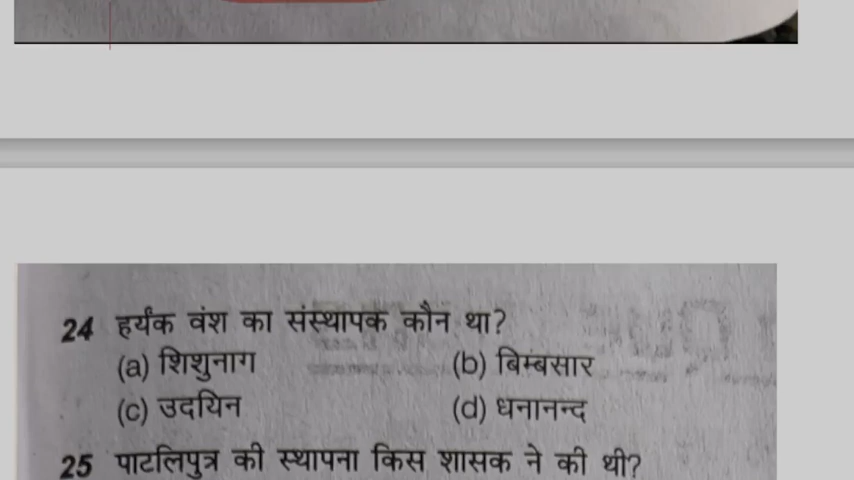 24 हर्यंक वंश का संस्थापक कौन था?
(a) शिशुनाग (b) बिम्बसार
(c) उदयिन (d) धनानन्द
25 पाटलिपुत्र की स्थापना किस शासक ने की थी?